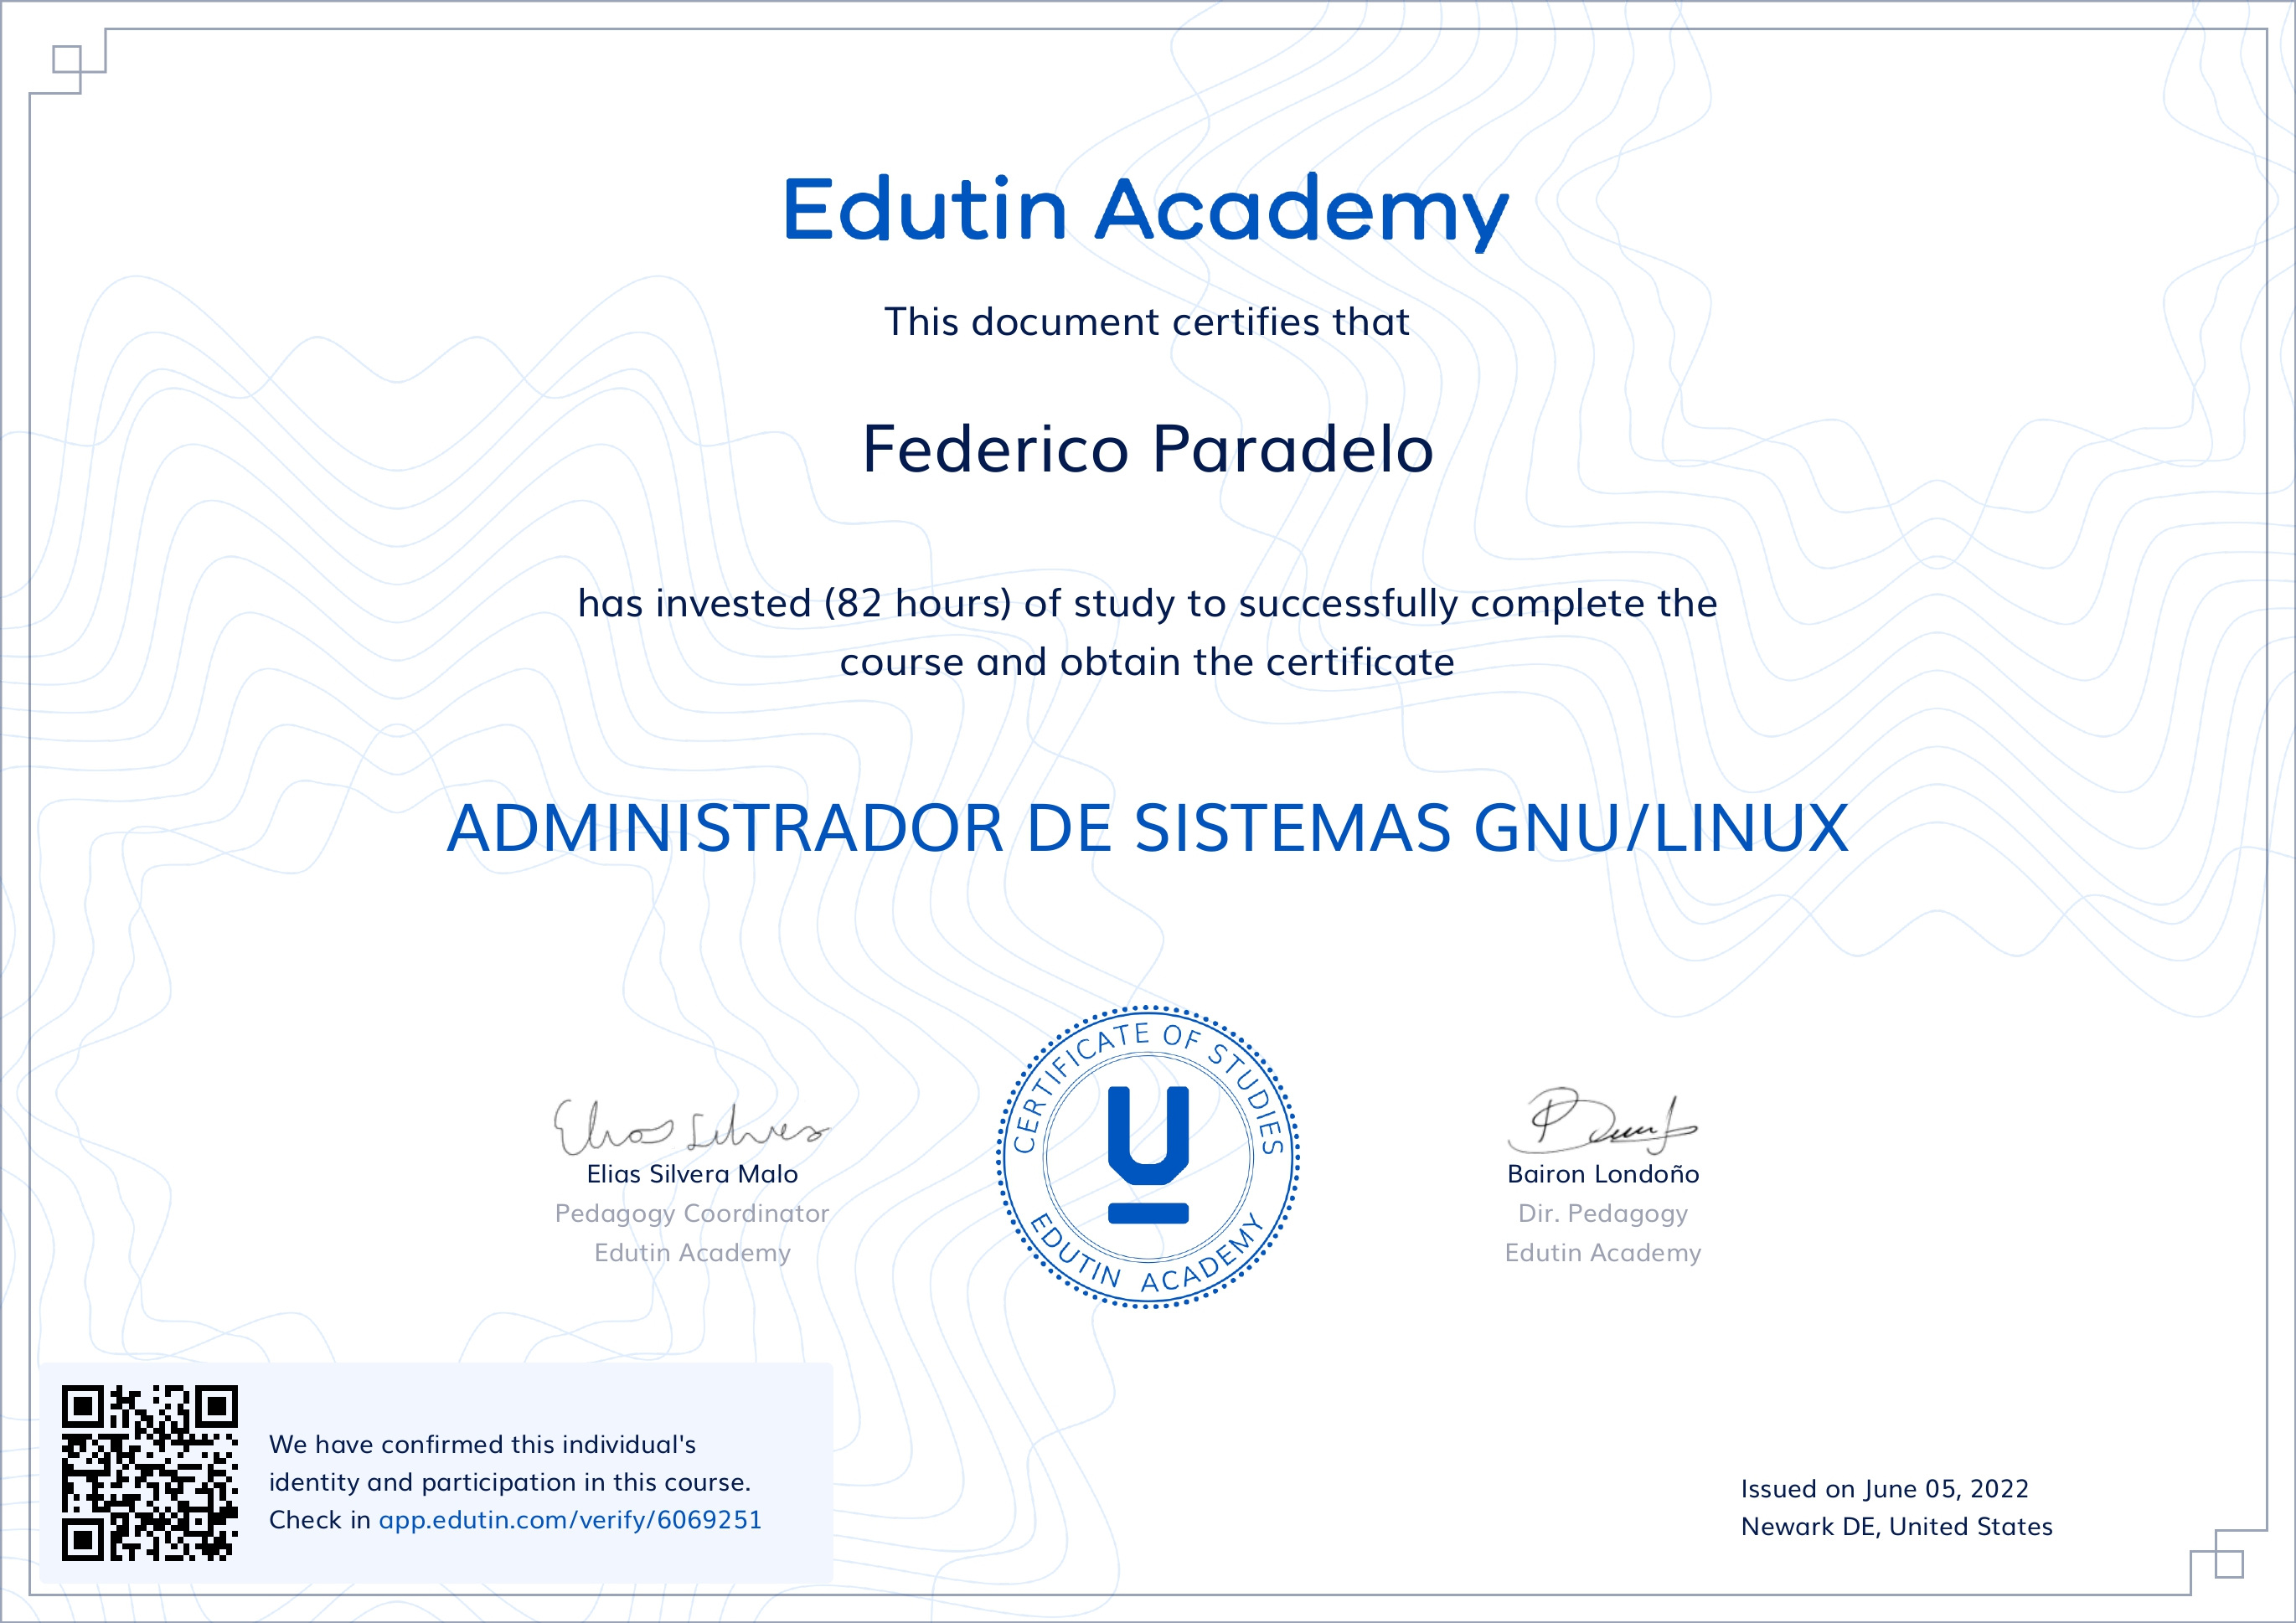 Edutin Academy
This document certifies that
Federico Paradelo
has invested (82 hours) of study to successfully complete the
course and obtain the certificate
ADMINISTRADOR DE SISTEMAS GNU/LINUX
CERTIFICATE OF STUDIES
EDUTIN ACADEMY
Elias Silvera Malo
Pedagogy Coordinator
Edutin Academy
Bairon Londoño
Dir. Pedagogy
Edutin Academy
We have confirmed this individual's
identity and participation in this course.
Check in app.edutin.com/verify/6069251
Issued on June 05, 2022
Newark DE, United States